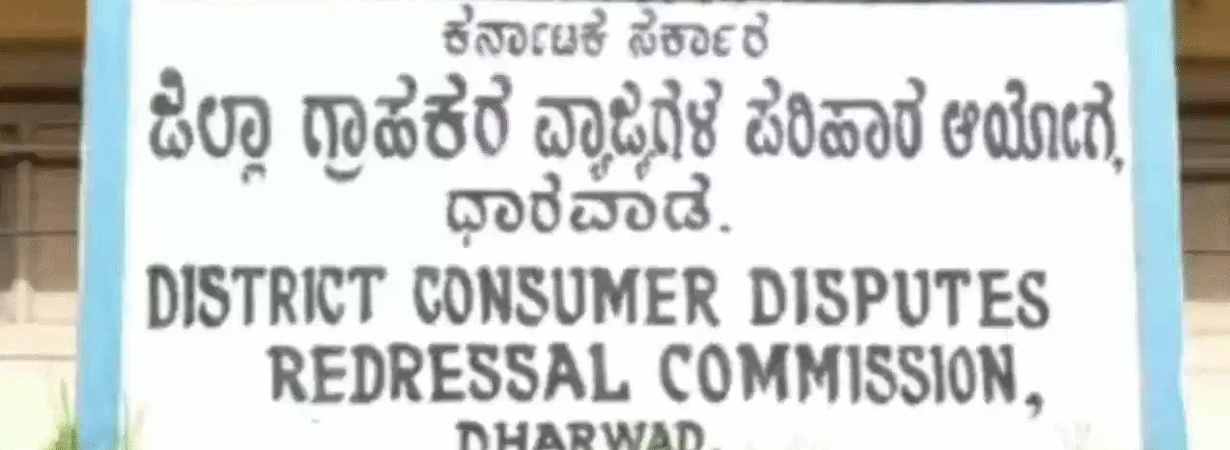 ಕರ್ನಾಟಕ ಸರ್ಕಾರ
ಜಿಲ್ಲಾ ಗ್ರಾಹಕರ ವ್ಯಾಜ್ಯಗಳ ಪರಿಹಾರ ಆಯೋಗ,
ಧಾರವಾಡ.
DISTRICT CONSUMER DISPUTES
REDRESSAL COMMISSION,
DHARWAD.